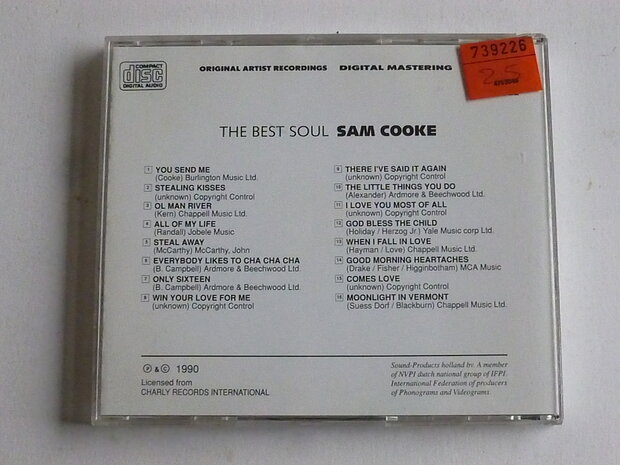 COMPACT
disc
DIGITAL AUDIO
ORIGINAL ARTIST RECORDINGS DIGITAL MASTERING
739226
25
THE BEST SOUL SAM COOKE
1 YOU SEND ME
(Cooke) Burlington Music Ltd.
2 STEALING KISSES
(unknown) Copyright Control
3 OL MAN RIVER
(Kern) Chappell Music Ltd.
4 ALL OF MY LIFE
(Randall) Jobele Music
5 STEAL AWAY
(McCarthy) McCarthy, John
6 EVERYBODY LIKES TO CHA CHA CHA
(B. Campbell) Ardmore & Beechwood Ltd.
7 ONLY SIXTEEN
(B. Campbell) Ardmore & Beechwood Ltd.
8 WIN YOUR LOVE FOR ME
(unknown) Copyright Control
9 THERE I'VE SAID IT AGAIN
(unknown) Copyright Control
10 THE LITTLE THINGS YOU DO
(Alexander) Ardmore & Beechwood Ltd.
11 I LOVE YOU MOST OF ALL
(unknown) Copyright Control
12 GOD BLESS THE CHILD
(Holiday / Herzog Jr.) Yale Music corp Ltd.
13 WHEN I FALL IN LOVE
(Hayman / Love) Chappell Music Ltd.
14 GOOD MORNING HEARTACHES
(Drake / Fisher / Higginbotham) MCA Music
15 COMES LOVE
(unknown) Copyright Control
16 MOONLIGHT IN VERMONT
(Suess Dorf / Blackburn) Chappell Music Ltd.
℗ & © 1990
Licensed from
CHARLY RECORDS INTERNATIONAL
Sound-Products holland bv. A member
of NVPI dutch national group of IFPI.
International Federation of producers
of Phonograms and Videograms.